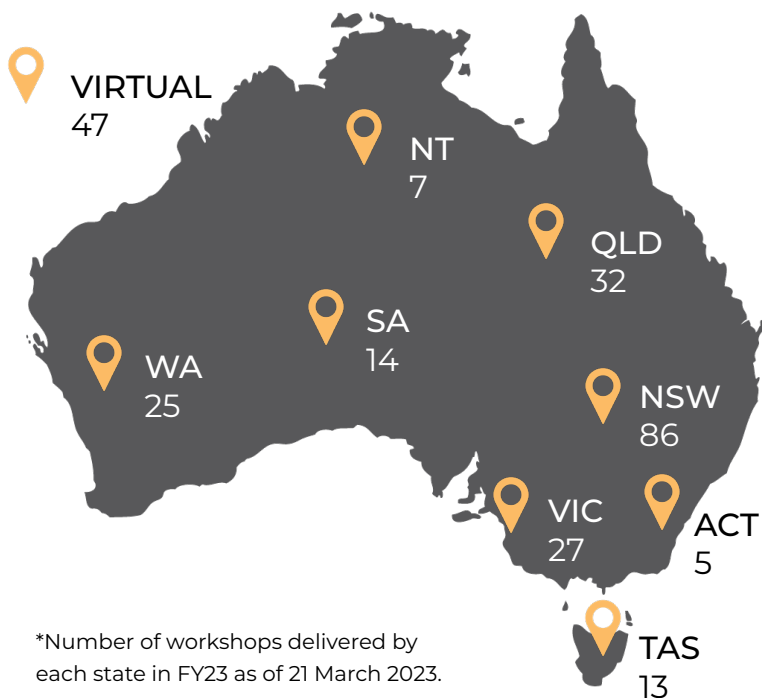 VIRTUAL
47
NT
7
QLD
32
SA
14
WA
25
NSW
86
VIC
27
ACT
5
TAS
13
*Number of workshops delivered by
each state in FY23 as of 21 March 2023.